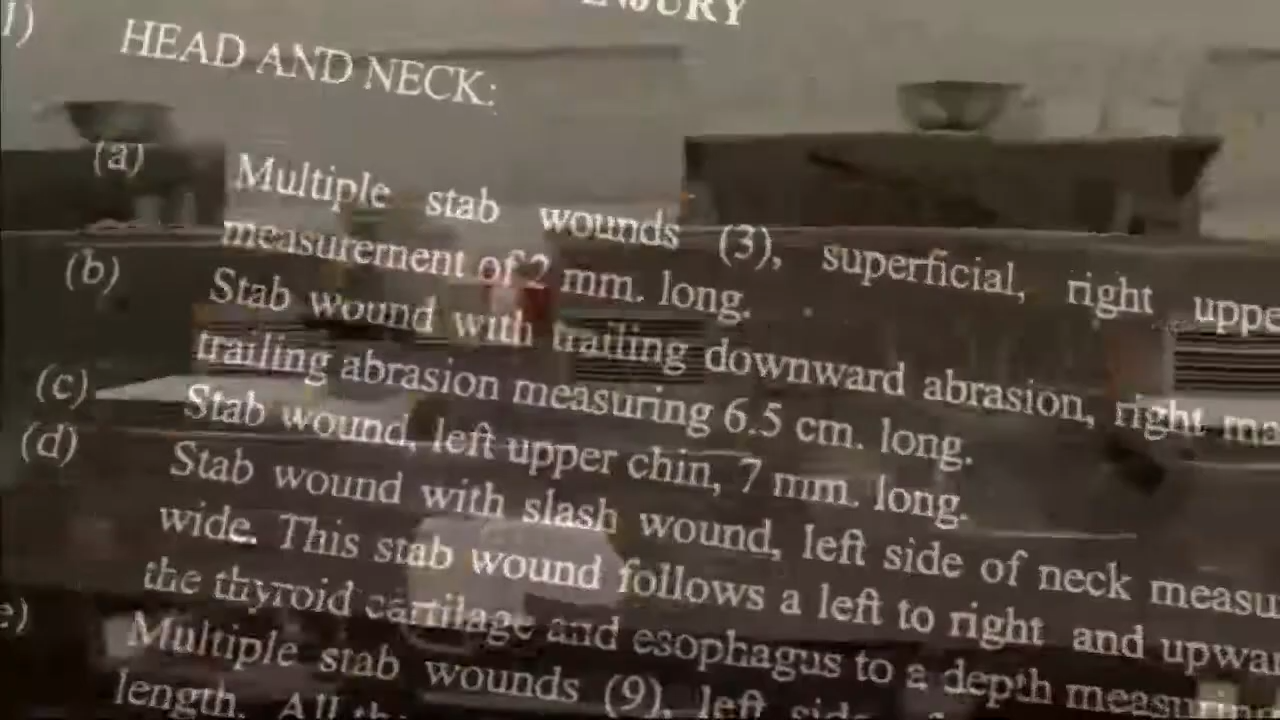 1) HEAD AND NECK:
(a) Multiple stab wounds (3), superficial, right
measurement of 2 mm. long.
(b) Stab wound with trailing downward abrasion, right
trailing abrasion measuring 6.5 cm. long.
(c) Stab wound, left upper chin, 7 mm. long.
(d) Stab wound with slash wound, left side of neck
wide. This stab wound follows a left to right and
the thyroid cartilage and esophagus to a depth
e) Multiple stab wounds (9), left
length. All